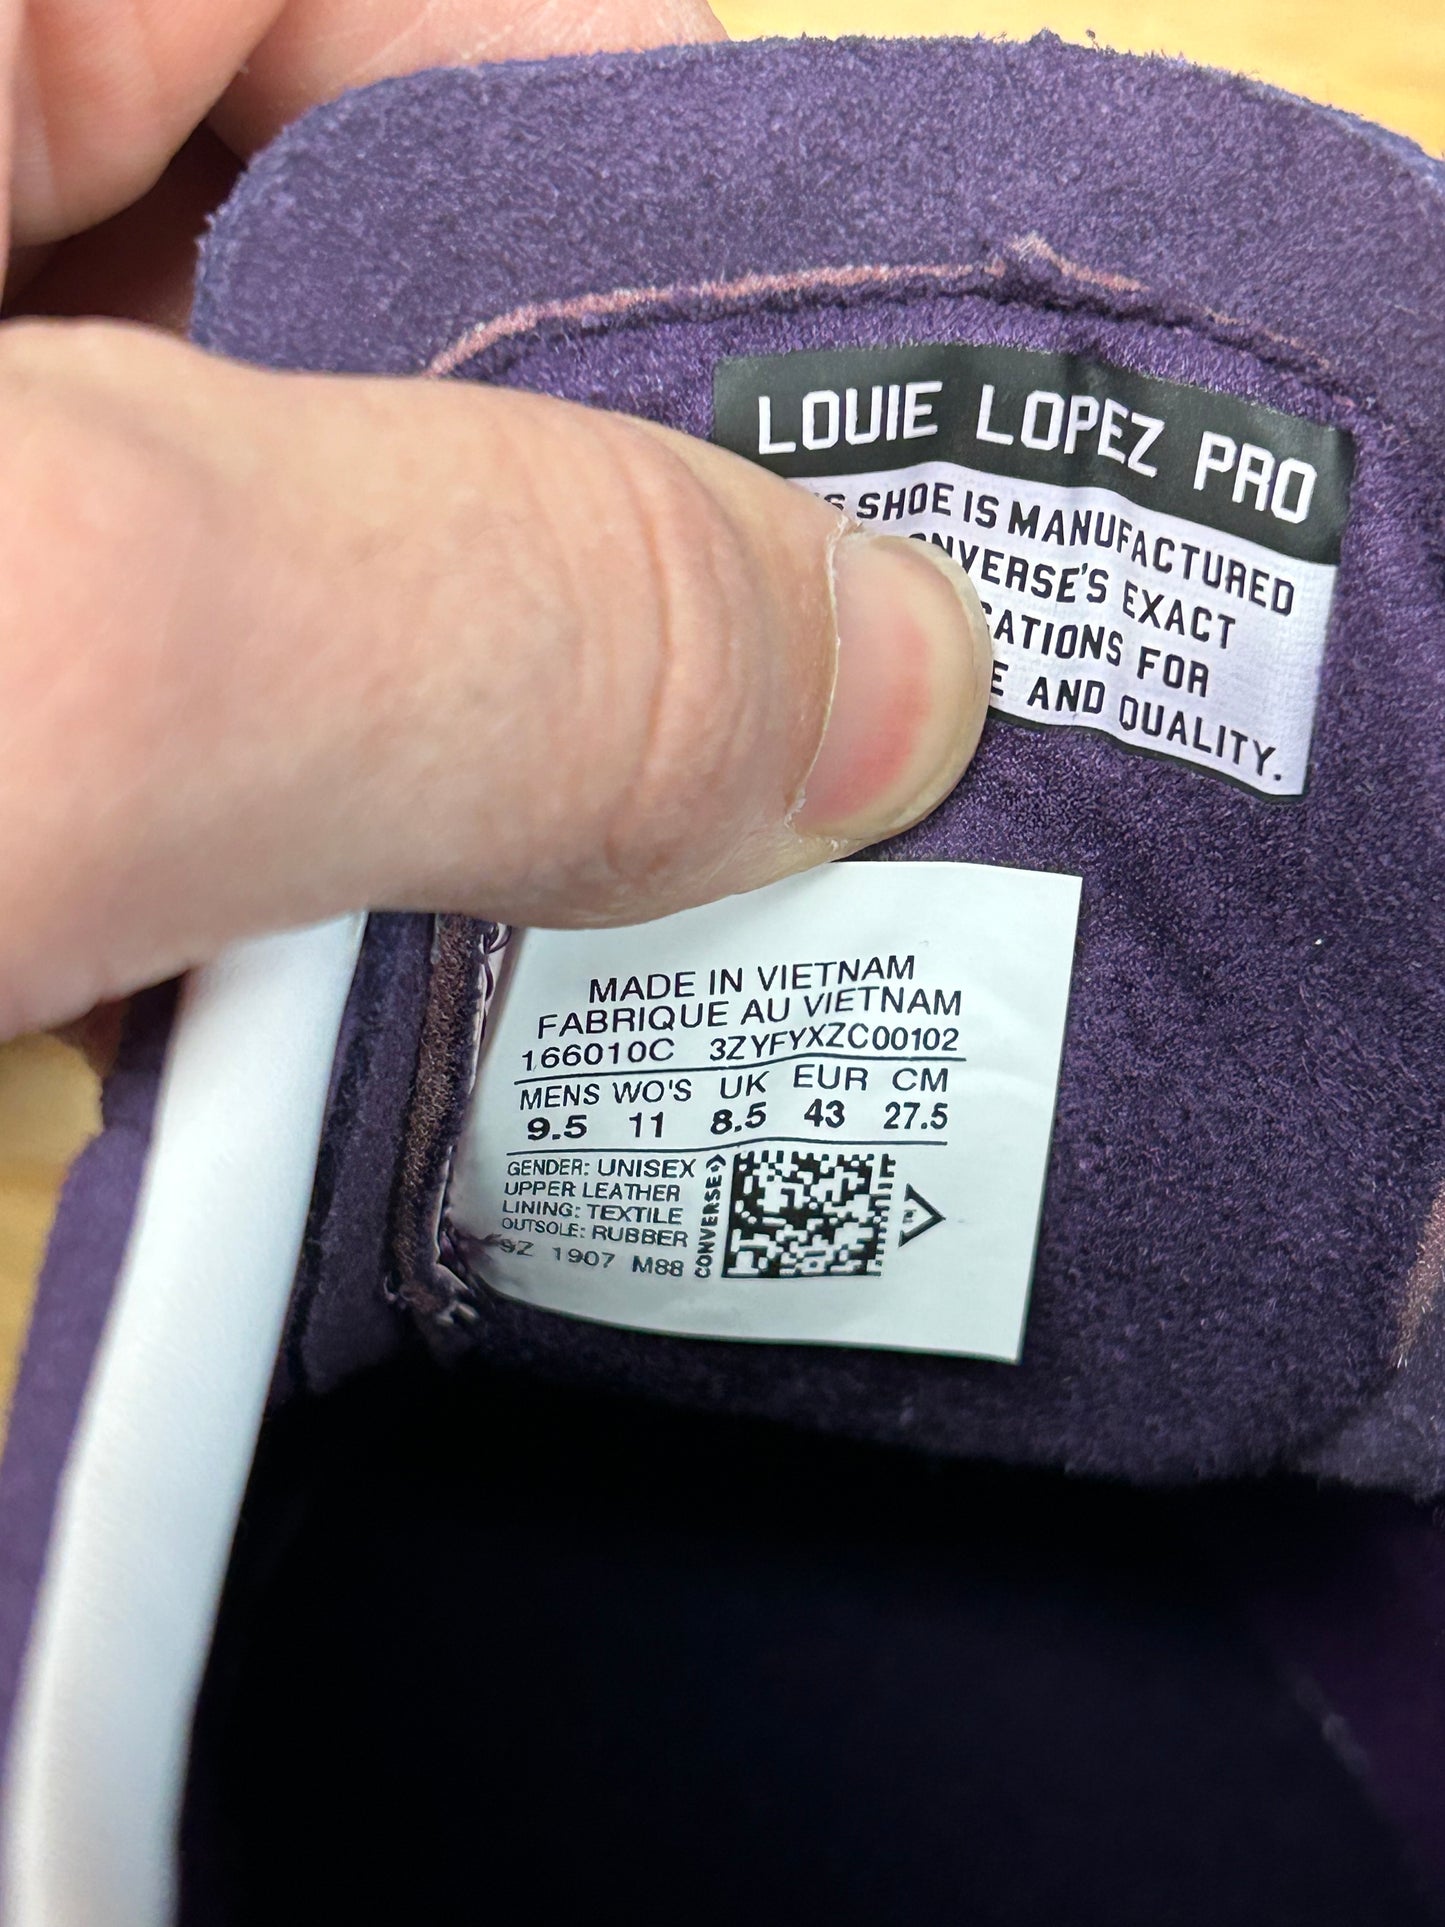 LOUIE LOPEZ PRO
SHOE IS MANUFACTURED
EXACT
FOR
AND QUALITY.
MADE IN VIETNAM
FABRIQUE AU VIETNAM
166010C 3ZYFYXZC00102
MENS WO'S UK EUR CM
9.5 11 8.5 43 27.5
GENDER: UNISEX
UPPER LEATHER
LINING: TEXTILE
OUTSOLE: RUBBER
1907 M88
CONVERSE